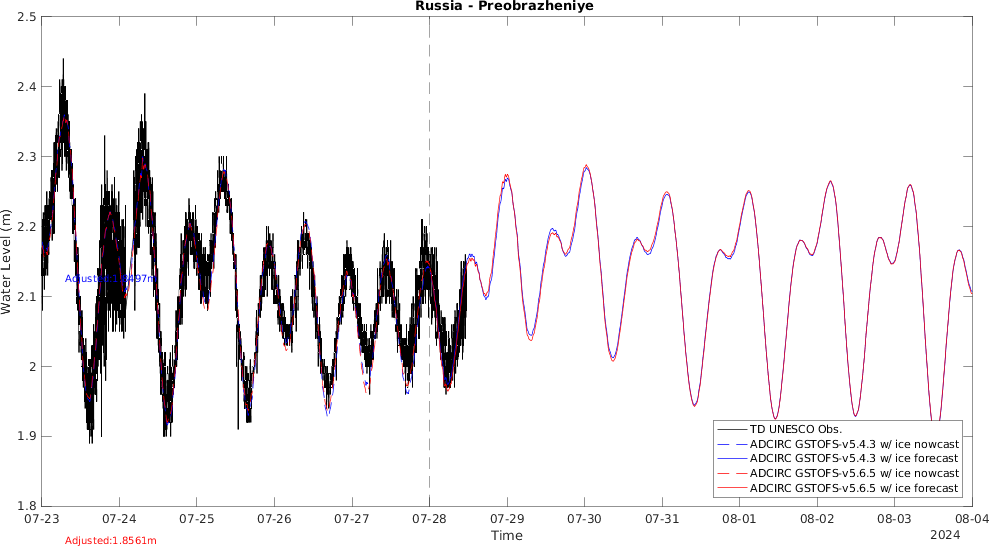 Russia - Preobrazheniye
2.5
2.4
2.3
2.2
2.1
2
1.9
1.8
Water Level (m)
Adjusted:1.8497m
TD UNESCO Obs.
ADCIRC GSTOFS-v5.4.3 w/ ice nowcast
ADCIRC GSTOFS-v5.4.3 w/ ice forecast
ADCIRC GSTOFS-v5.6.5 w/ ice nowcast
ADCIRC GSTOFS-v5.6.5 w/ ice forecast
07-23 07-24 07-25 07-26 07-27 07-28 07-29 07-30 07-31 08-01 08-02 08-03 08-04
2024
Time
Adjusted:1.8561m